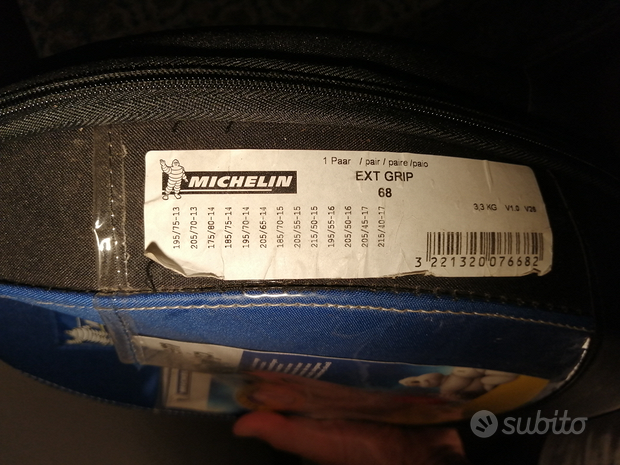 MICHELIN
1 Paar / pair / paire /paio
EXT GRIP
68
195/75-13
205/70-13
175/80-14
185/75-14
195/70-14
205/65-14
185/70-15
205/55-15
215/50-15
195/55-16
205/50-16
205/45-17
215/40-17
3,3 KG V1.0 V38
3 221320 076682
subito